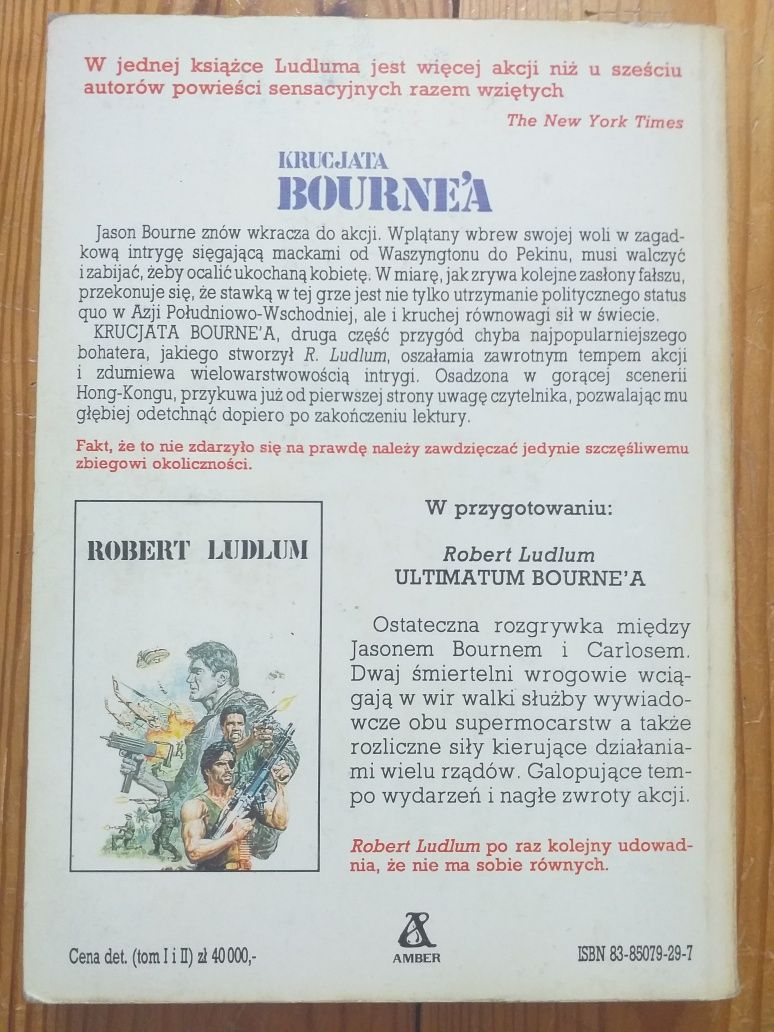 W jednej książce Ludluma jest więcej akcji niż u sześciu
autorów powieści sensacyjnych razem wziętych
The New York Times
KRUCJATA
BOURNE'A
Jason Bourne znów wkracza do akcji. Wplątany wbrew swojej woli w zagad-
kową intrygę sięgającą mackami od Waszyngtonu do Pekinu, musi walczyć
i zabijać, żeby ocalić ukochaną kobietę. W miarę, jak zrywa kolejne zasłony fałszu,
przekonuje się, że stawką w tej grze jest nie tylko utrzymanie politycznego status
quo w Azji Południowo-Wschodniej, ale i kruchej równowagi sił w świecie.
KRUCJATA BOURNE'A, druga część przygód chyba najpopularniejszego
bohatera, jakiego stworzył R. Ludlum, oszałamia zawrotnym tempem akcji
i zdumiewa wielowarstwowością intrygi. Osadzona w gorącej scenerii
Hong-Kongu, przykuwa już od pierwszej strony uwagę czytelnika, pozwalając mu
głębiej odetchnąć dopiero po zakończeniu lektury.
Fakt, że to nie zdarzyło się na prawdę należy zawdzięczać jedynie szczęśliwemu
zbiegowi okoliczności.
ROBERT LUDLUM
W przygotowaniu:
Robert Ludlum
ULTIMATUM BOURNE'A
Ostateczna rozgrywka między
Jasonem Bournem i Carlosem.
Dwaj śmiertelni wrogowie wcią-
gają w wir walki służby wywiado-
wcze obu supermocarstw a także
rozliczne siły kierujące działania-
mi wielu rządów. Galopujące tem-
po wydarzeń i nagłe zwroty akcji.
Robert Ludlum po raz kolejny udowad-
nia, że nie ma sobie równych.
Cena det. (tom I i II) zł 40 000,-
AMBER
ISBN 83-85079-29-7